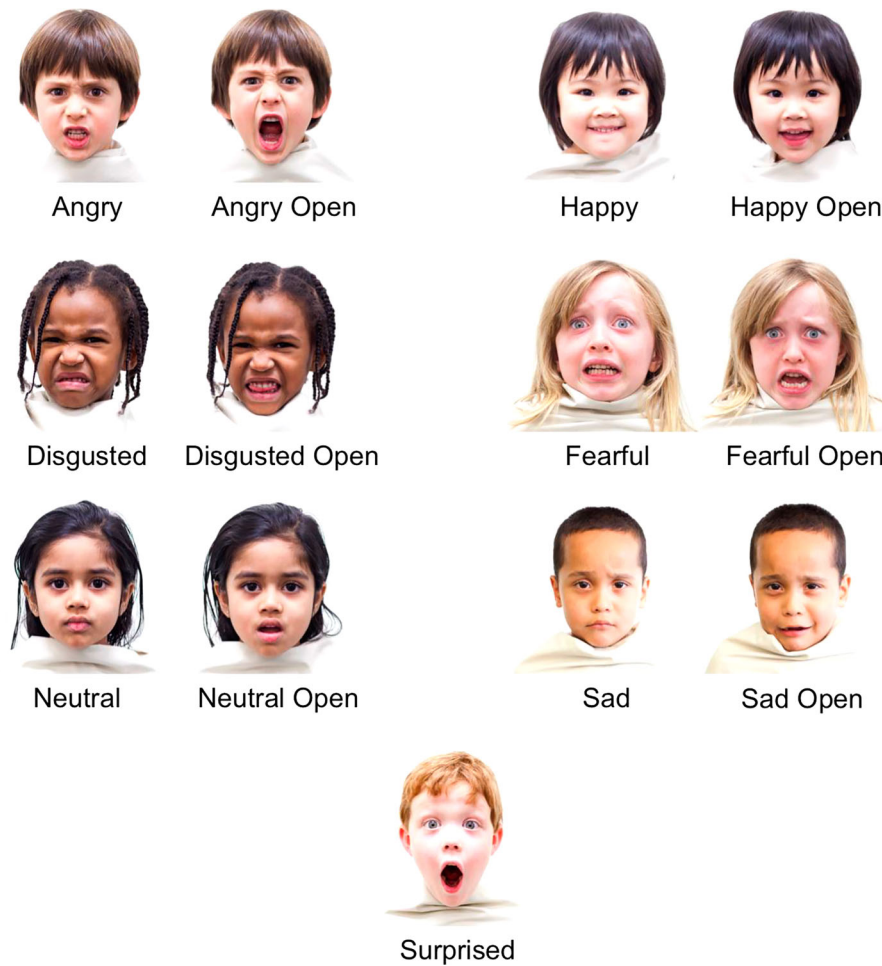 Angry Angry Open Happy Happy Open
Disgusted Disgusted Open Fearful Fearful Open
Neutral Neutral Open Sad Sad Open
Surprised